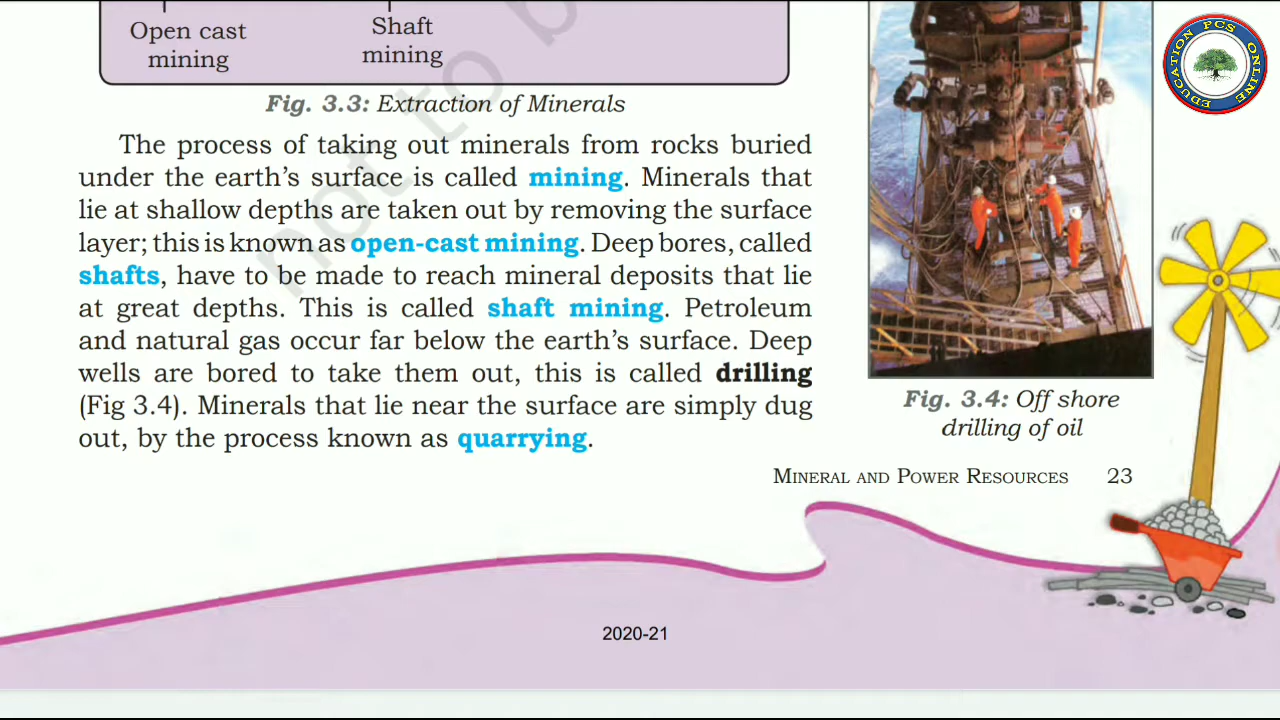 Open cast
mining
Shaft
mining
not to b
Fig. 3.3: Extraction of Minerals
The process of taking out minerals from rocks buried
under the earth’s surface is called mining. Minerals that
lie at shallow depths are taken out by removing the surface
layer; this is known as open-cast mining. Deep bores, called
shafts, have to be made to reach mineral deposits that lie
at great depths. This is called shaft mining. Petroleum
and natural gas occur far below the earth’s surface. Deep
wells are bored to take them out, this is called drilling
(Fig 3.4). Minerals that lie near the surface are simply dug
out, by the process known as quarrying.
EDUCATION PCS ONLINE
Fig. 3.4: Off shore
drilling of oil
MINERAL AND POWER RESOURCES 23
2020-21